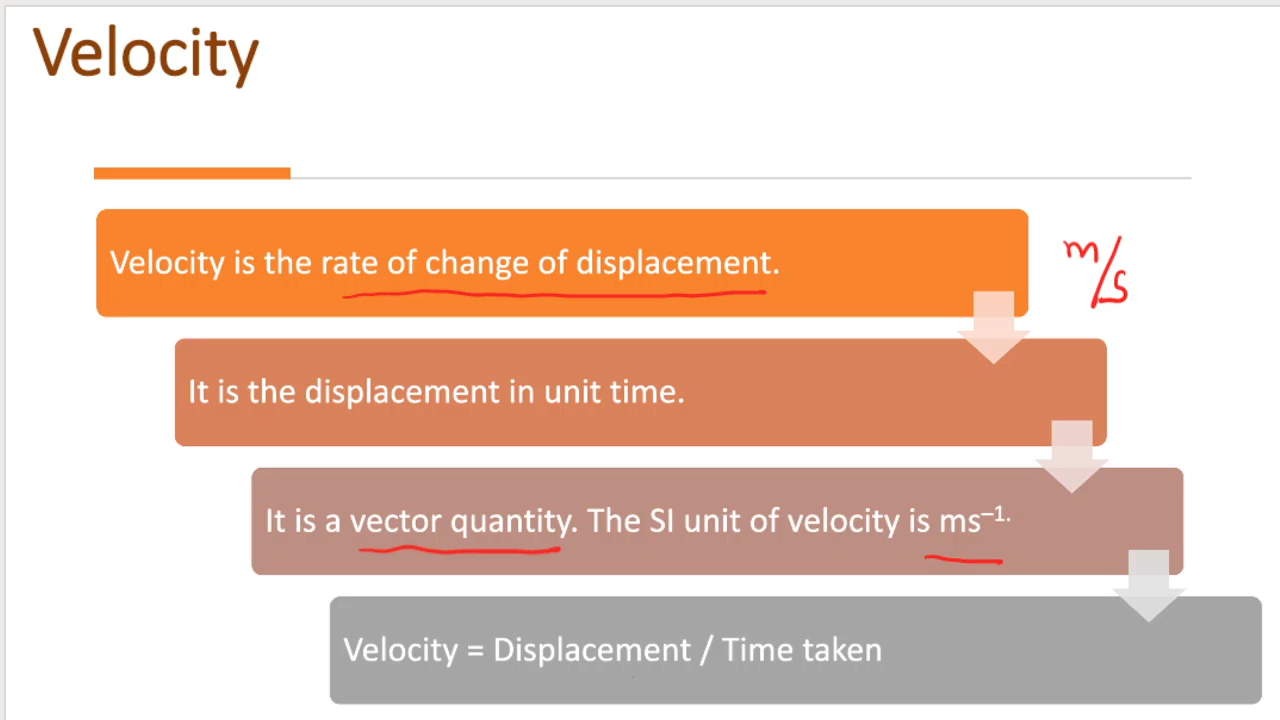 Velocity
Velocity is the rate of change of displacement.
m/s
It is the displacement in unit time.
It is a vector quantity. The SI unit of velocity is ms⁻¹·
Velocity = Displacement / Time taken